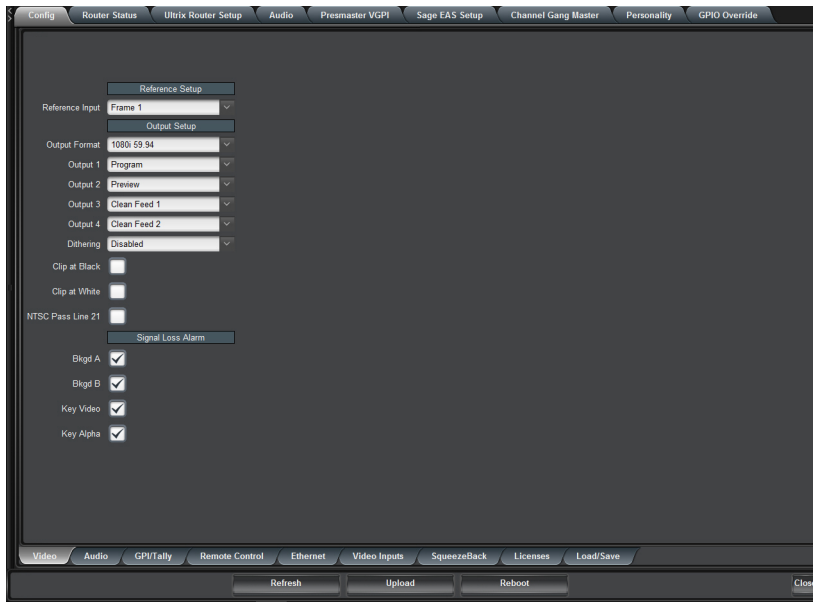 Config Router Status Ultrix Router Setup Audio Presmaster VGPI Sage EAS Setup Channel Gang Master Personality GPIO Override
Reference Setup
Reference Input Frame 1
Output Setup
Output Format 1080i 59.94
Output 1 Program
Output 2 Preview
Output 3 Clean Feed 1
Output 4 Clean Feed 2
Dithering Disabled
Clip at Black
Clip at White
NTSC Pass Line 21
Signal Loss Alarm
Bkgd A
Bkgd B
Key Video
Key Alpha
Video Audio GPI/Tally Remote Control Ethernet Video Inputs SqueezeBack Licenses Load/Save
Refresh Upload Reboot Close